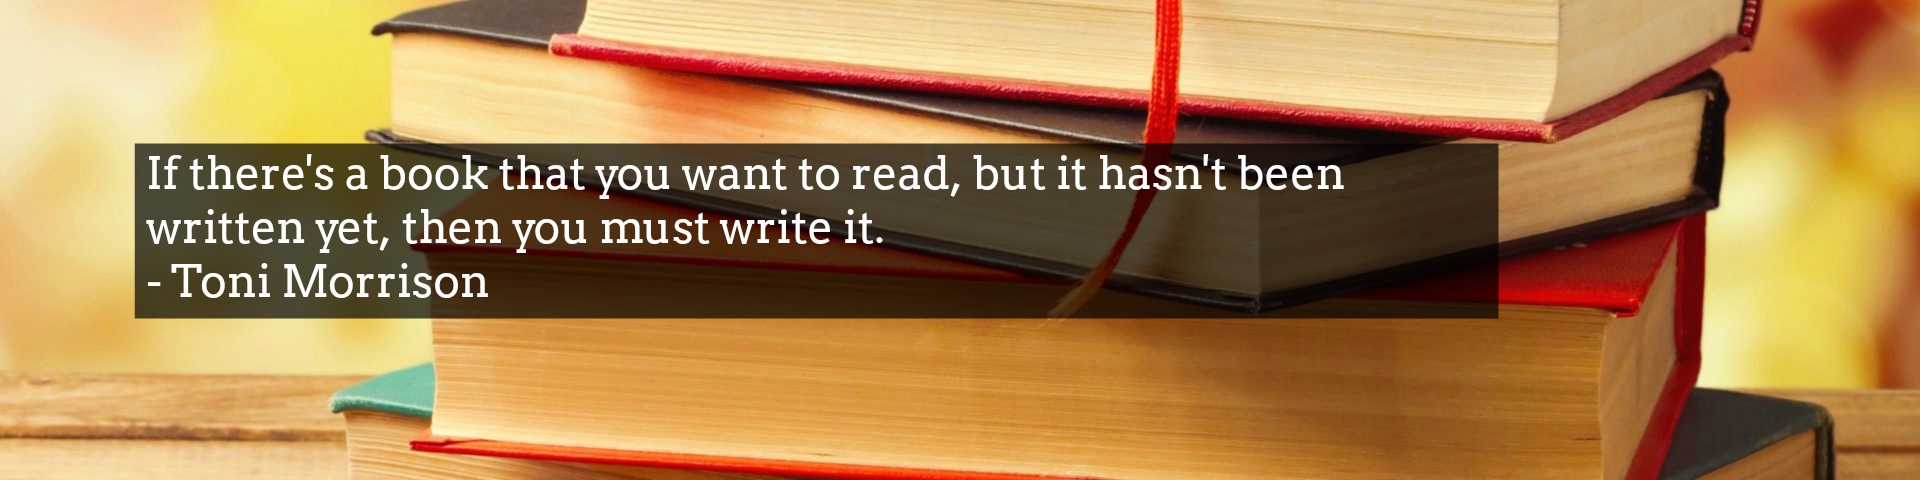 If there's a book that you want to read, but it hasn't been
written yet, then you must write it.
- Toni Morrison